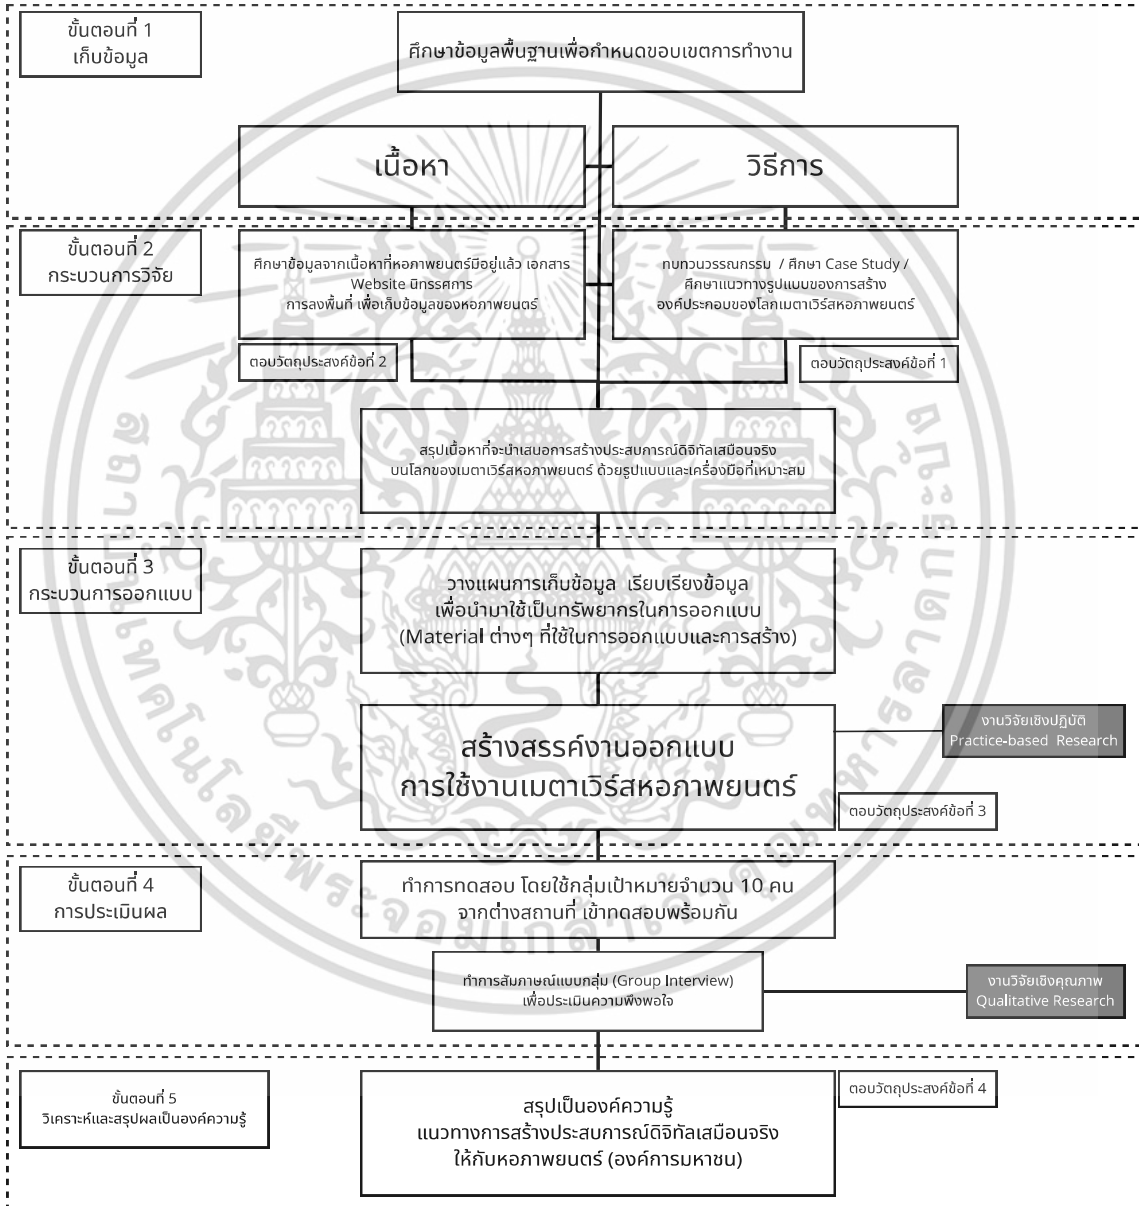 ขั้นตอนที่ 1
เก็บข้อมูล
ศึกษาข้อมูลพื้นฐานเพื่อกำหนดขอบเขตการทำงาน
เนื้อหา
วิธีการ
ขั้นตอนที่ 2
กระบวนการวิจัย
ศึกษาข้อมูลจากเนื้อหาที่หอภาพยนตร์มีอยู่แล้ว เอกสาร
Website นิทรรศการ
การลงพื้นที่ เพื่อเก็บข้อมูลของหอภาพยนตร์
ทบทวนวรรณกรรม / ศึกษา Case Study /
ศึกษาแนวทางรูปแบบของการสร้าง
องค์ประกอบของโลกเมตาเวิร์สหอภาพยนตร์
ตอบวัตถุประสงค์ข้อที่ 2
ตอบวัตถุประสงค์ข้อที่ 1
สรุปเนื้อหาที่จะนำเสนอการสร้างประสบการณ์ดิจิทัลเสมือนจริง
บนโลกของเมตาเวิร์สหอภาพยนตร์ ด้วยรูปแบบและเครื่องมือที่เหมาะสม
ขั้นตอนที่ 3
กระบวนการออกแบบ
วางแผนการเก็บข้อมูล เรียบเรียงข้อมูล
เพื่อนำมาใช้เป็นทรัพยากรในการออกแบบ
(Material ต่างๆ ที่ใช้ในการออกแบบและการสร้าง)
สร้างสรรค์งานออกแบบ
การใช้งานเมตาเวิร์สหอภาพยนตร์
งานวิจัยเชิงปฏิบัติ
Practice-based Research
ตอบวัตถุประสงค์ข้อที่ 3
ขั้นตอนที่ 4
การประเมินผล
ทำการทดสอบ โดยใช้กลุ่มเป้าหมายจำนวน 10 คน
จากต่างสถานที่ เข้าทดสอบพร้อมกัน
ทำการสัมภาษณ์แบบกลุ่ม (Group Interview)
เพื่อประเมินความพึงพอใจ
งานวิจัยเชิงคุณภาพ
Qualitative Research
ขั้นตอนที่ 5
วิเคราะห์และสรุปผลเป็นองค์ความรู้
สรุปเป็นองค์ความรู้
แนวทางการสร้างประสบการณ์ดิจิทัลเสมือนจริง
ให้กับหอภาพยนตร์ (องค์การมหาชน)
ตอบวัตถุประสงค์ข้อที่ 4
สถาบันเทคโนโลยีพระจอมเกล้าเจ้าคุณทหารลาดกระบัง